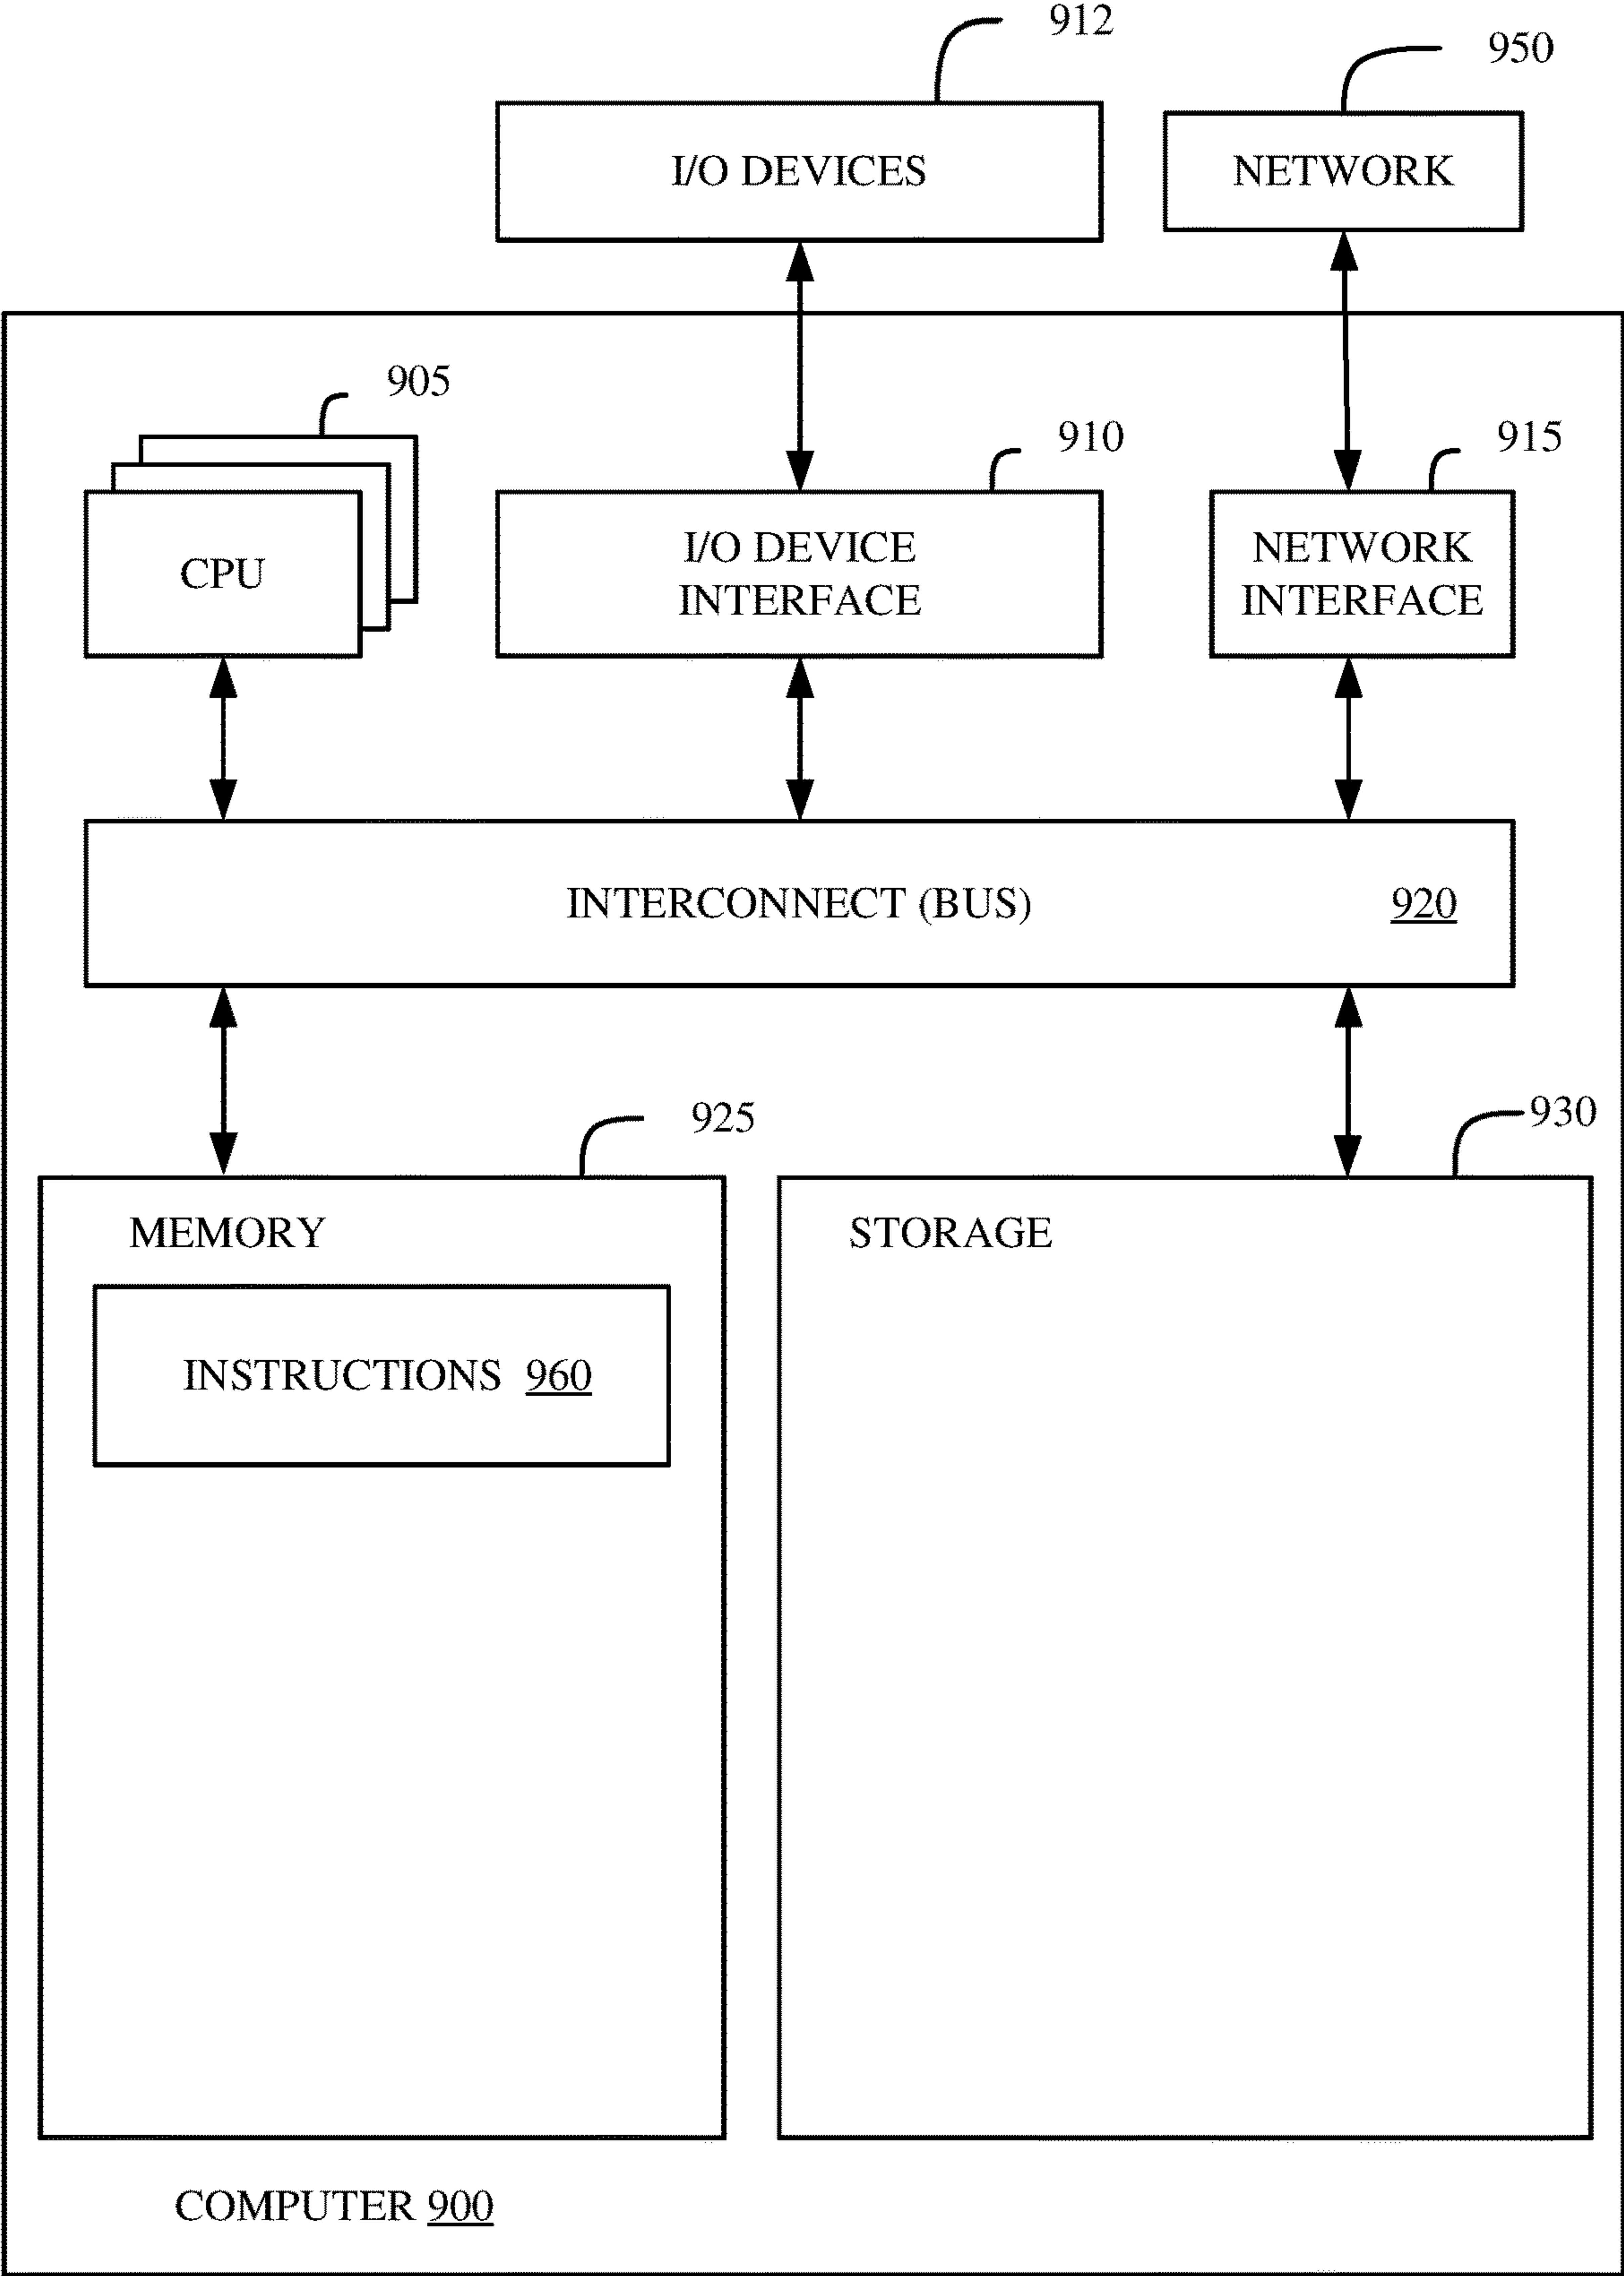 912
950
I/O DEVICES
NETWORK
905
910
915
CPU
I/O DEVICE
INTERFACE
NETWORK
INTERFACE
INTERCONNECT (BUS) 920
925
930
MEMORY
STORAGE
INSTRUCTIONS 960
COMPUTER 900